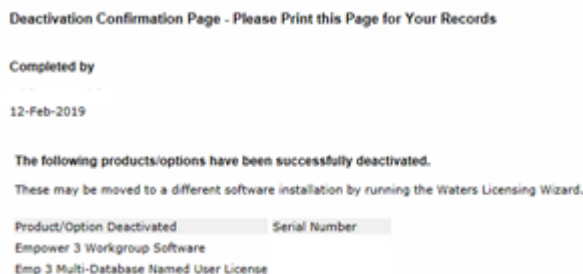 Deactivation Confirmation Page - Please Print this Page for Your Records
Completed by
12-Feb-2019
The following products/options have been successfully deactivated.
These may be moved to a different software installation by running the Waters Licensing Wizard.
Product/Option Deactivated Serial Number
Empower 3 Workgroup Software
Emp 3 Multi-Database Named User License